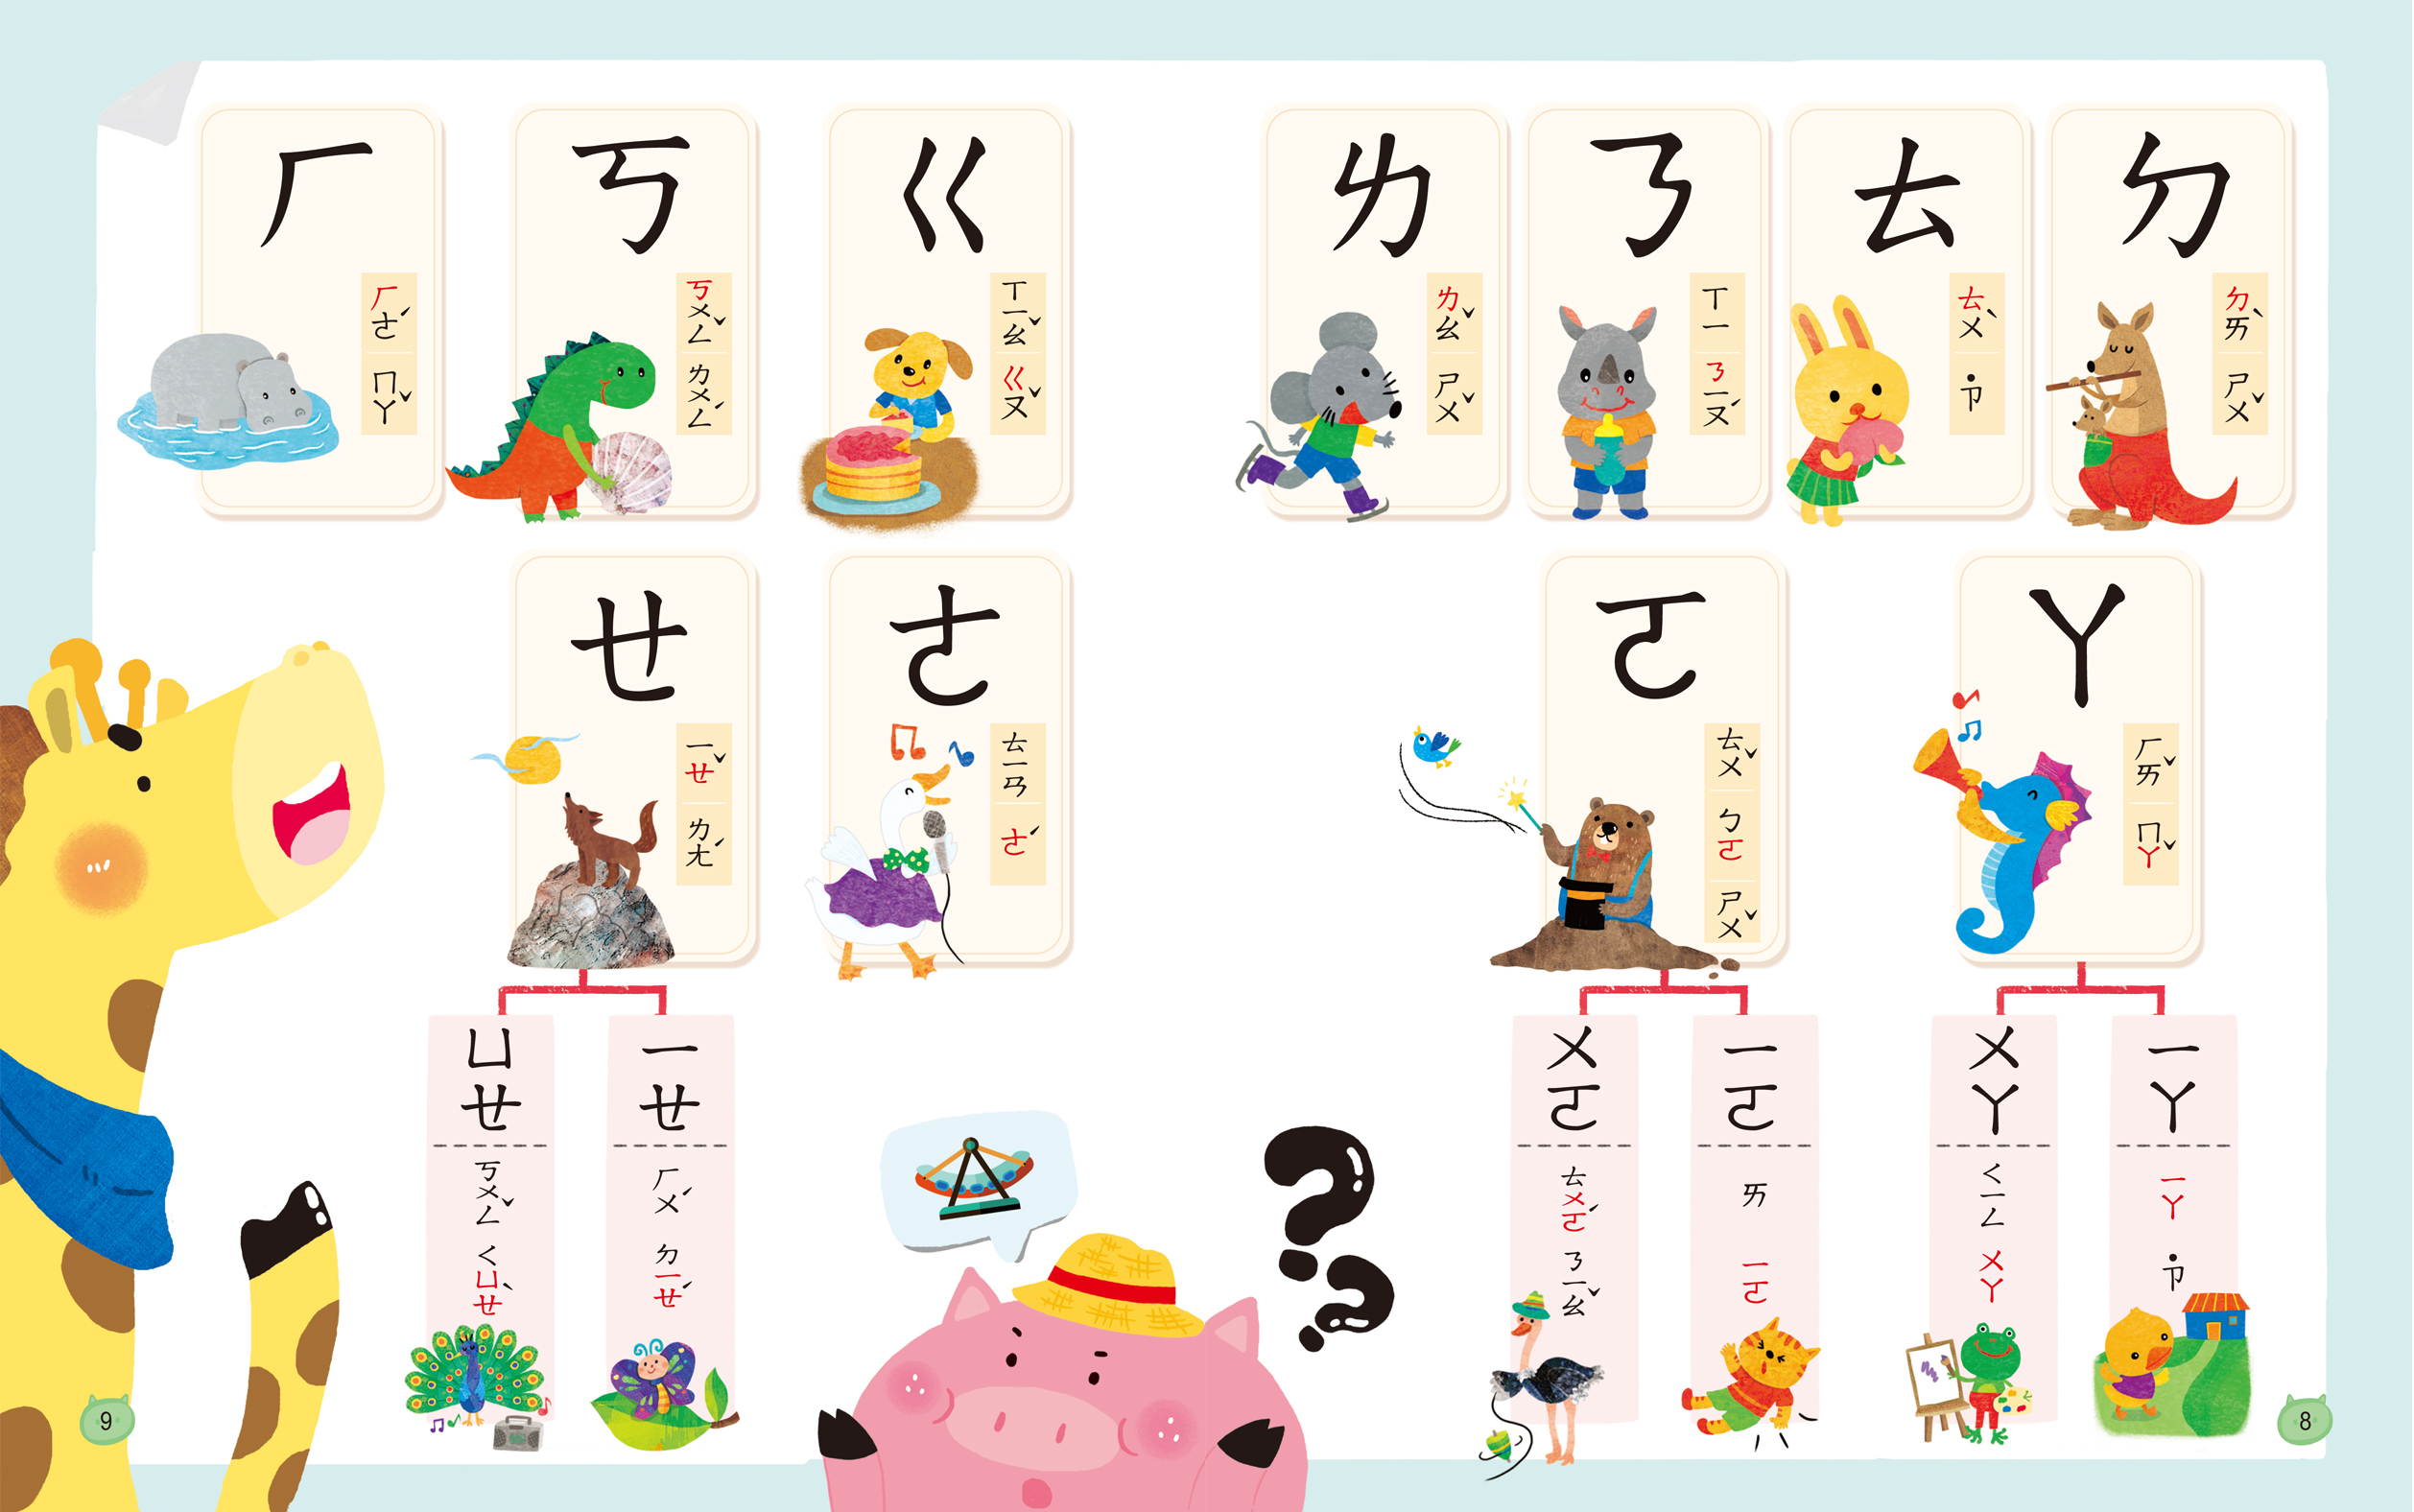 ㄉ
ㄉㄞˋ ㄕㄨˇ
ㄊ
ㄊㄨˋ ˙ㄗ
ㄋ
ㄒㄧ ㄋㄧㄡˊ
ㄌ
ㄌㄠˇ ㄕㄨˇ
ㄚ
ㄏㄞˇ ㄇㄚˇ
ㄛ
ㄊㄨˇ ㄅㄛ ㄕㄨˇ
ㄧㄚ
ㄧㄚ ˙ㄗ
ㄨㄚ
ㄑㄧㄥ ㄨㄚ
ㄧㄛ
ㄞ ㄧㄛ
ㄨㄛ
ㄊㄨㄛˊ ㄋㄧㄠˇ
8
ㄍ
ㄒㄧㄠˇ ㄍㄡˇ
ㄎ
ㄎㄨㄥˇ ㄌㄨㄥˊ
ㄏ
ㄏㄜˊ ㄇㄚˇ
ㄜ
ㄊㄧㄢ ㄜˊ
ㄝ
ㄧㄝˇ ㄌㄤˊ
ㄧㄝ
ㄏㄨˊ ㄉㄧㄝˊ
ㄩㄝ
ㄎㄨㄥˇ ㄑㄩㄝˋ
??
9